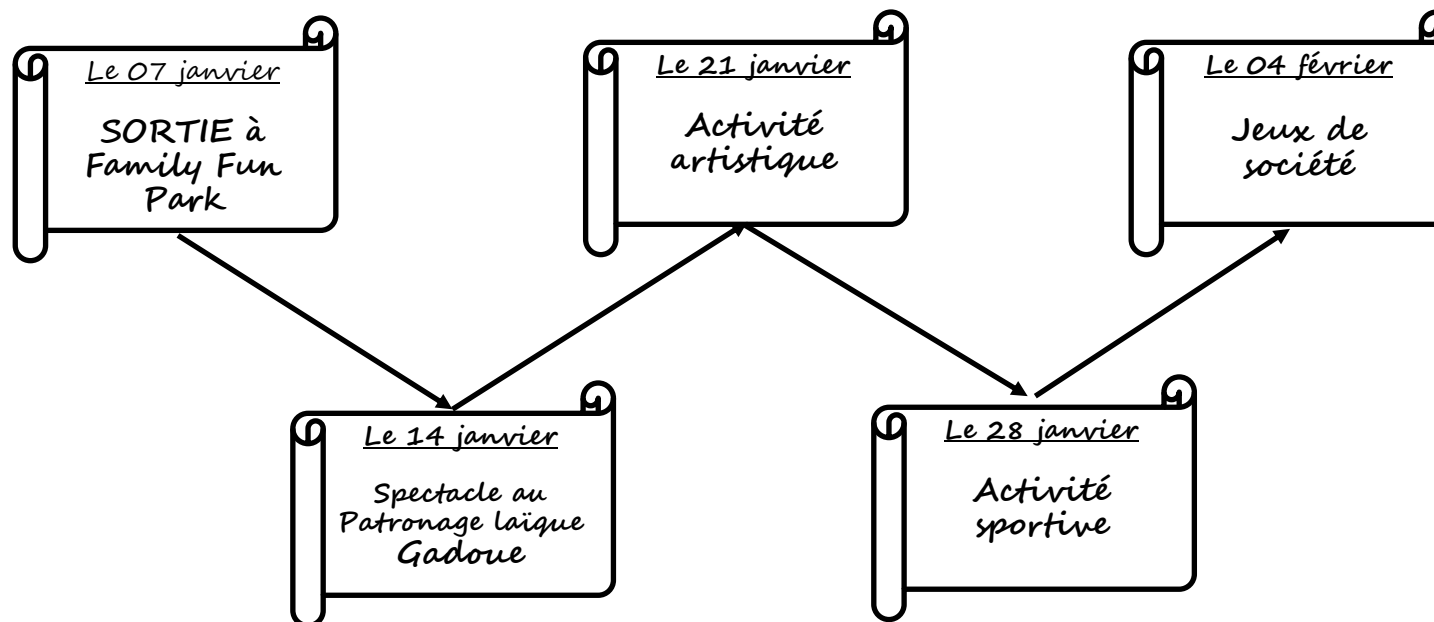 Le 07 janvier
SORTIE à
Family Fun
Park
Le 14 janvier
Spectacle au
Patronage laïque
Gadoue
Le 21 janvier
Activité
artistique
Le 28 janvier
Activité
sportive
Le 04 février
Jeux de
société